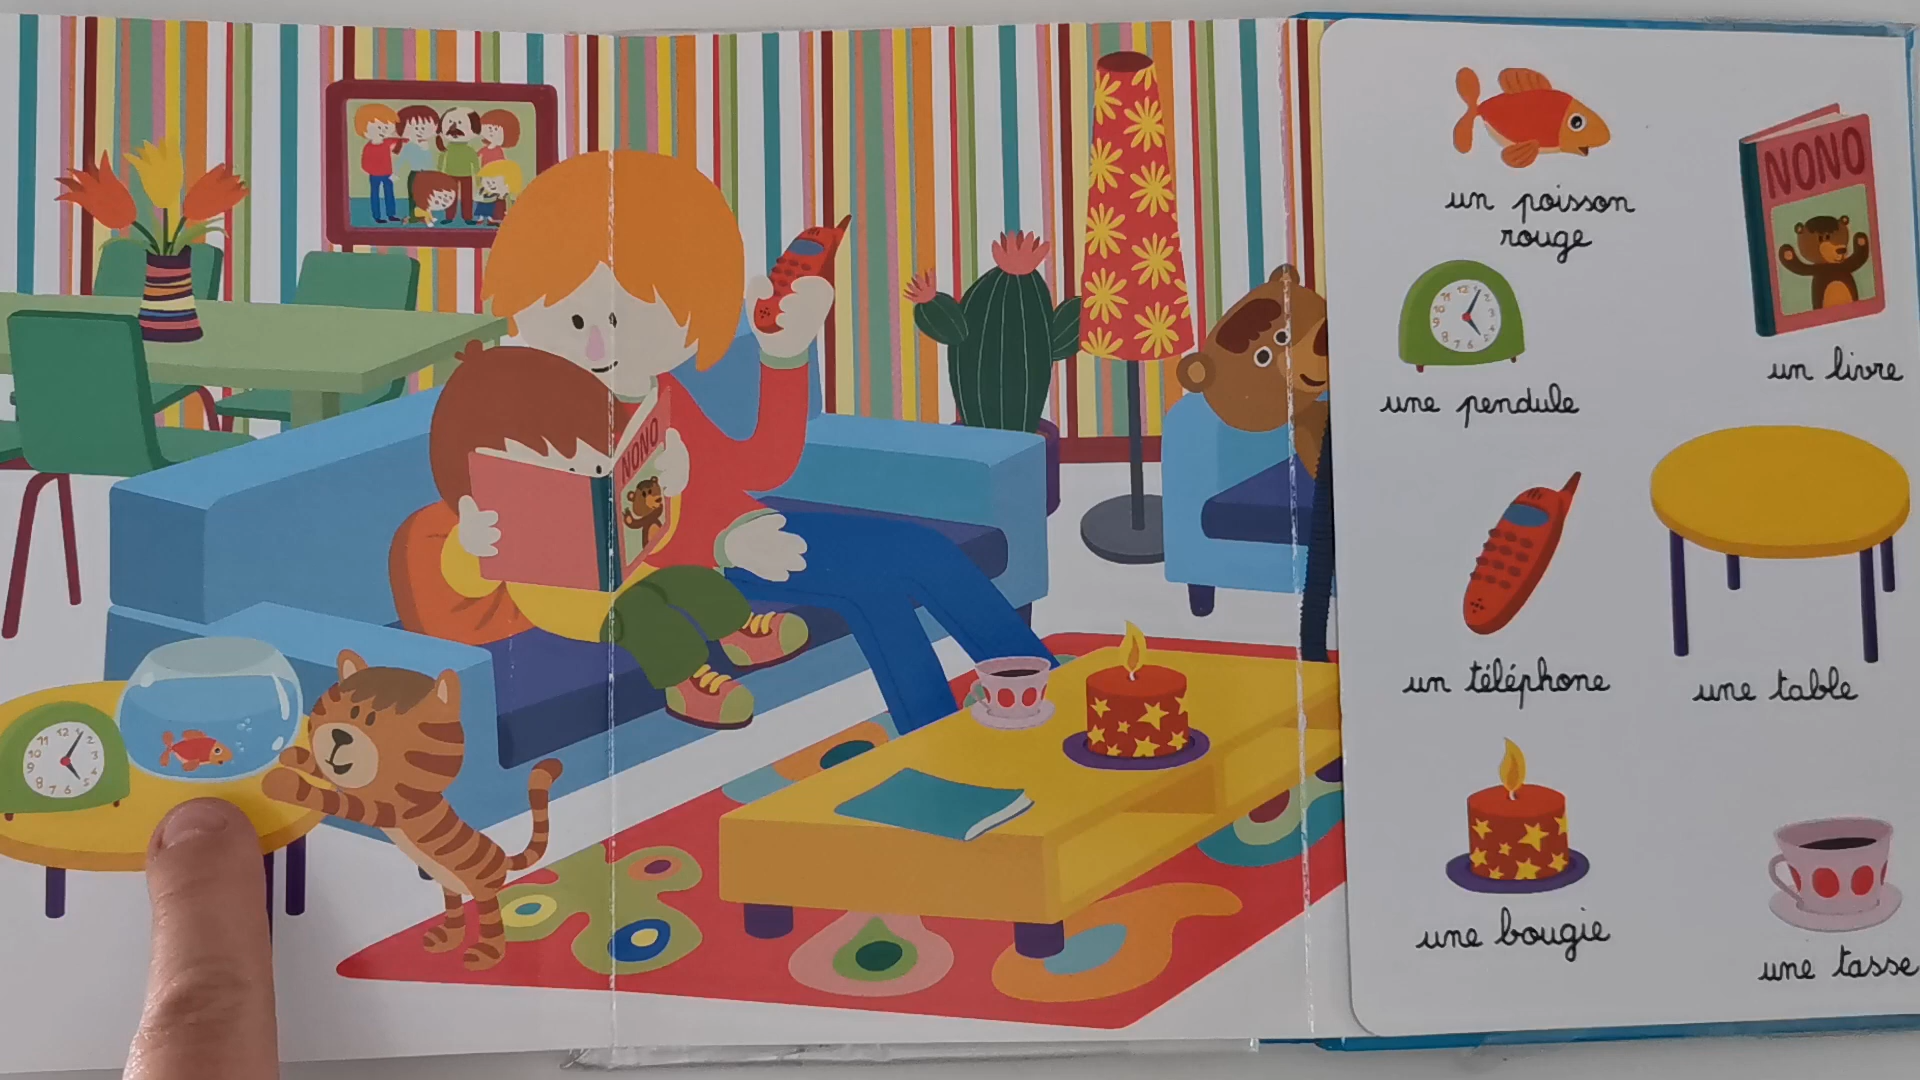 NONO
un poisson
rouge
NONO
un livre
une pendule
un téléphone
une table
une bougie
une tasse